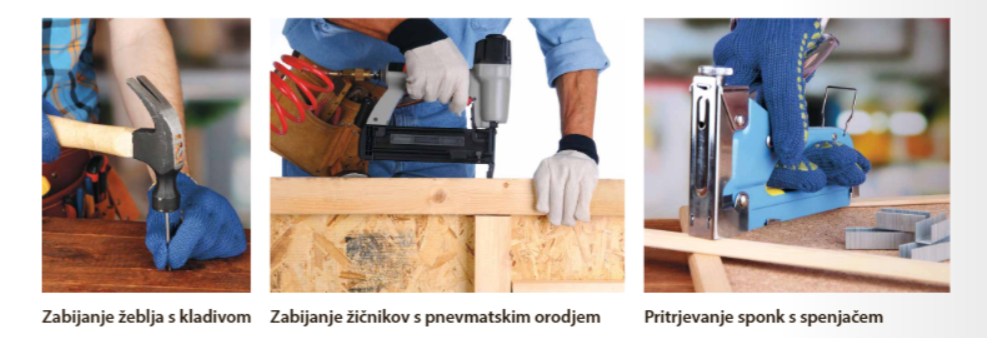 Zabijanje žeblja s kladivom
Zabijanje žičnikov s pnevmatskim orodjem
Pritrjevanje sponk s spenjačem